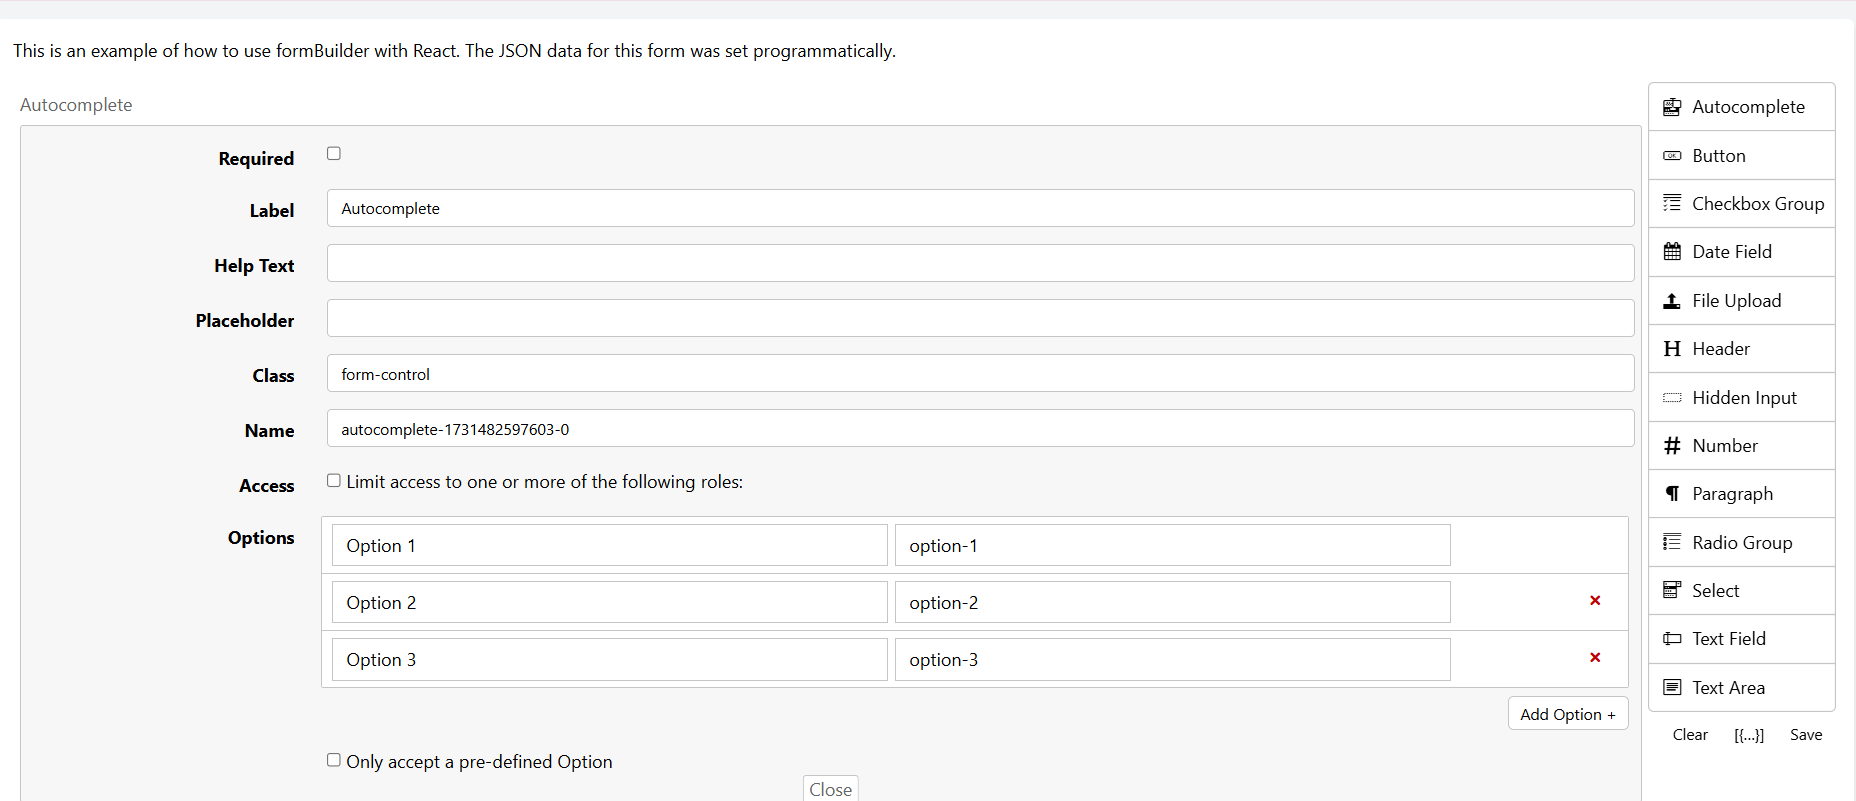 This is an example of how to use formBuilder with React. The JSON data for this form was set programmatically.
Autocomplete
Required
Label
Autocomplete
Help Text
Placeholder
Class
form-control
Name
autocomplete-1731482597603-0
Access
Limit access to one or more of the following roles:
Options
Option 1 option-1
Option 2 option-2 ×
Option 3 option-3 ×
Add Option +
Only accept a pre-defined Option
Close
Autocomplete
OK Button
Checkbox Group
Date Field
File Upload
H Header
Hidden Input
# Number
¶ Paragraph
Radio Group
Select
Text Field
Text Area
Clear [{…}] Save